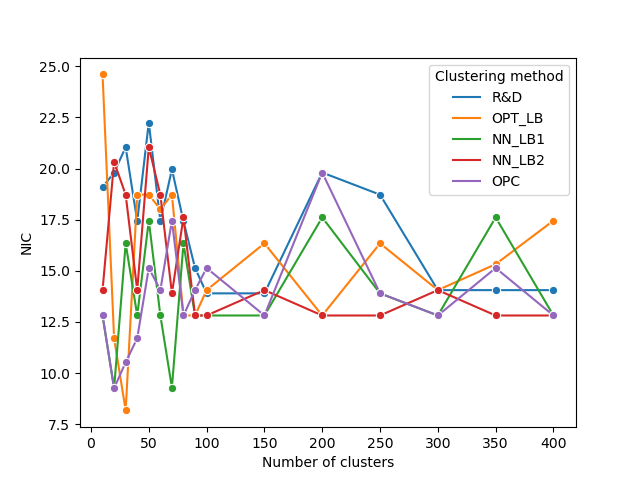 25.0
22.5
20.0
17.5
15.0
12.5
10.0
7.5
NIC
0 50 100 150 200 250 300 350 400
Number of clusters
Clustering method
R&D
OPT_LB
NN_LB1
NN_LB2
OPC